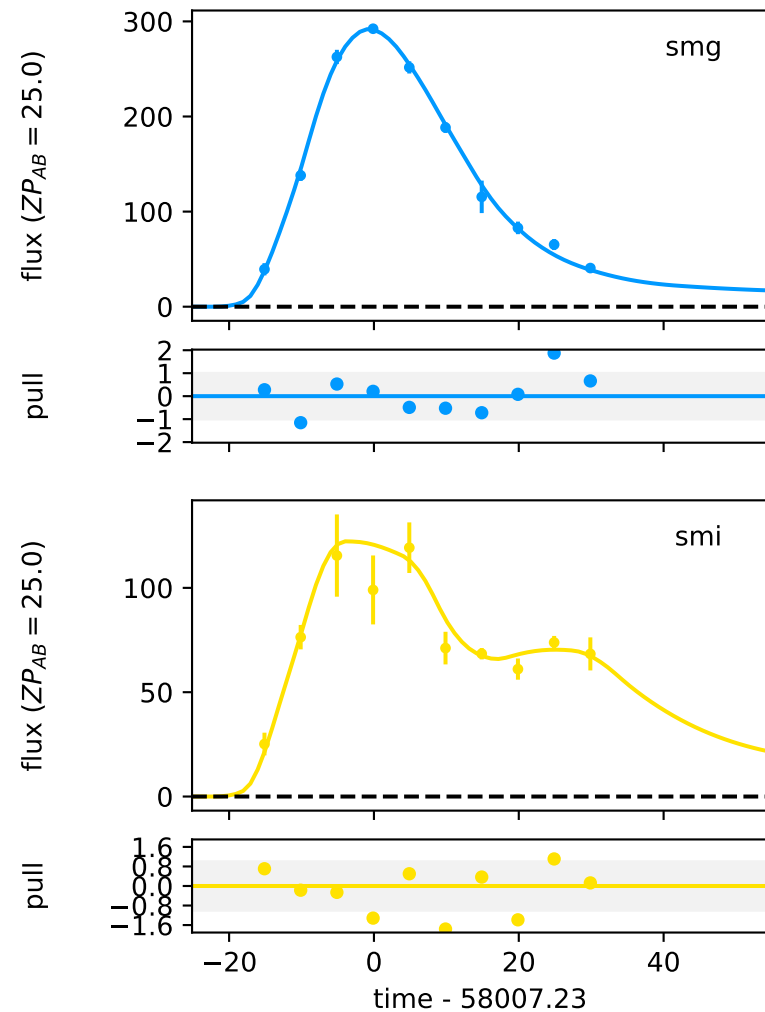 300
smg
200
flux (ZP_AB = 25.0)
100
0
2
1
0
pull
−1
−2
smi
100
flux (ZP_AB = 25.0)
50
0
1.6
0.8
0.0
pull
−0.8
−1.6
−20 0 20 40
time - 58007.23